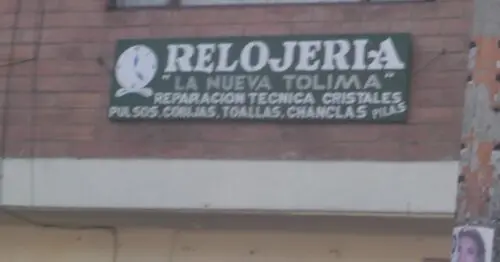 RELOJERIA
"LA NUEVA TOLIMA"
REPARACION TECNICA CRISTALES
PULSOS, COBIJAS, TOALLAS, CHANCLAS PILAS